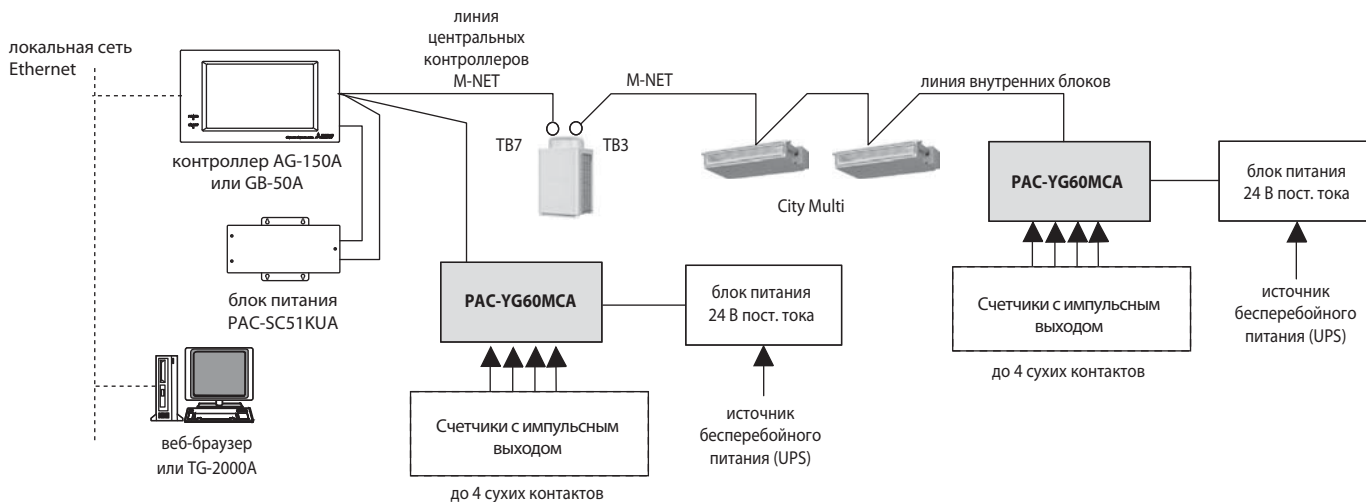 локальная сеть
Ethernet
линия
центральных
контроллеров
M-NET
M-NET
линия внутренних блоков
TB7
TB3
контроллер AG-150A
или GB-50A
City Multi
PAC-YG60MCA
блок питания
24 В пост. тока
блок питания
PAC-SC51KUA
PAC-YG60MCA
блок питания
24 В пост. тока
Счетчики с импульсным
выходом
источник
бесперебойного
питания (UPS)
до 4 сухих контактов
веб-браузер
или TG-2000A
Счетчики с импульсным
выходом
источник
бесперебойного
питания (UPS)
до 4 сухих контактов